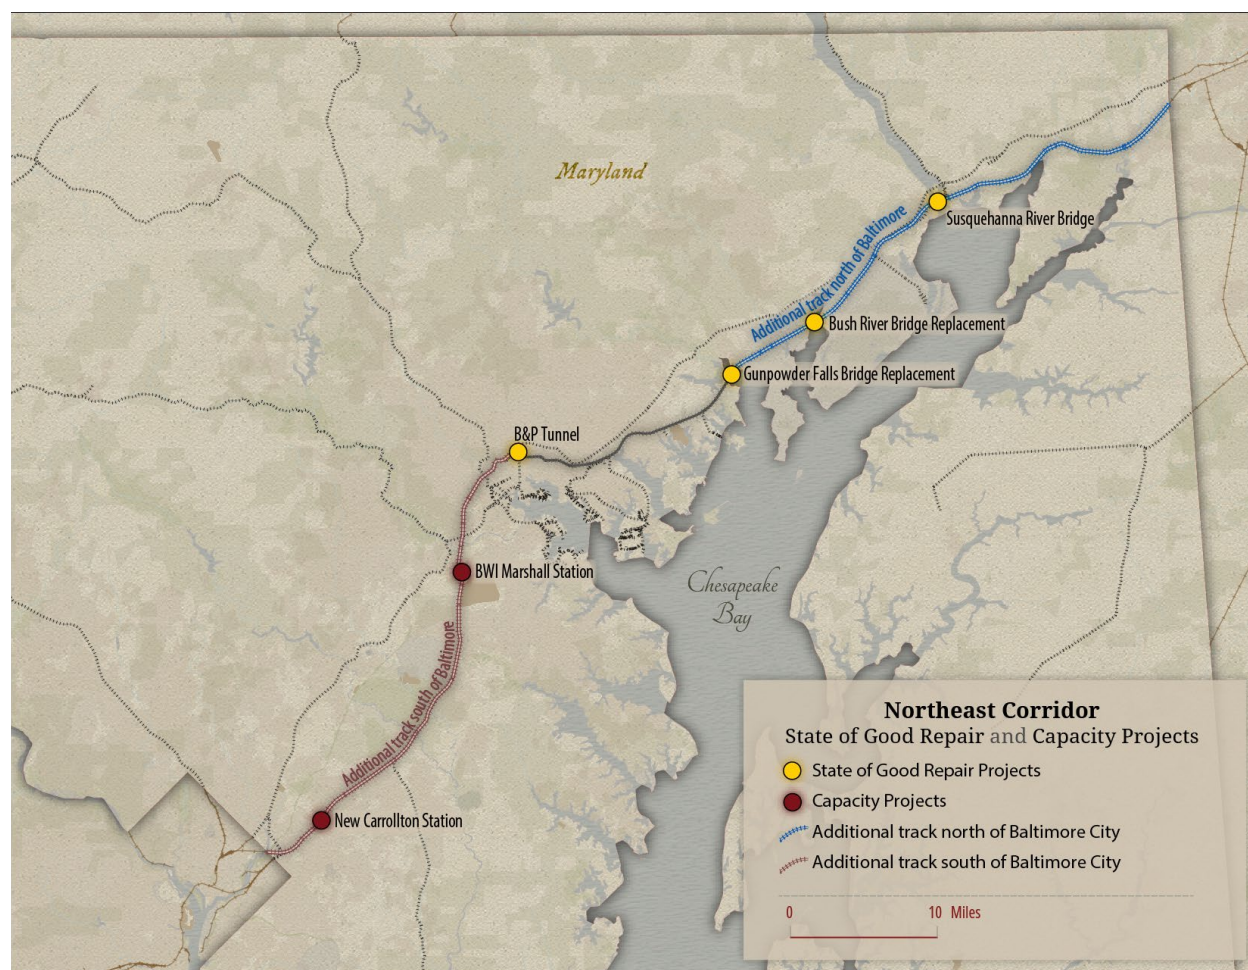 Maryland
Susquehanna River Bridge
Additional track north of Baltimore
Bush River Bridge Replacement
Gunpowder Falls Bridge Replacement
B&P Tunnel
BWI Marshall Station
Chesapeake
Bay
Additional track south of Baltimore
New Carrollton Station
Northeast Corridor
State of Good Repair and Capacity Projects
State of Good Repair Projects
Capacity Projects
Additional track north of Baltimore City
Additional track south of Baltimore City
0 10 Miles